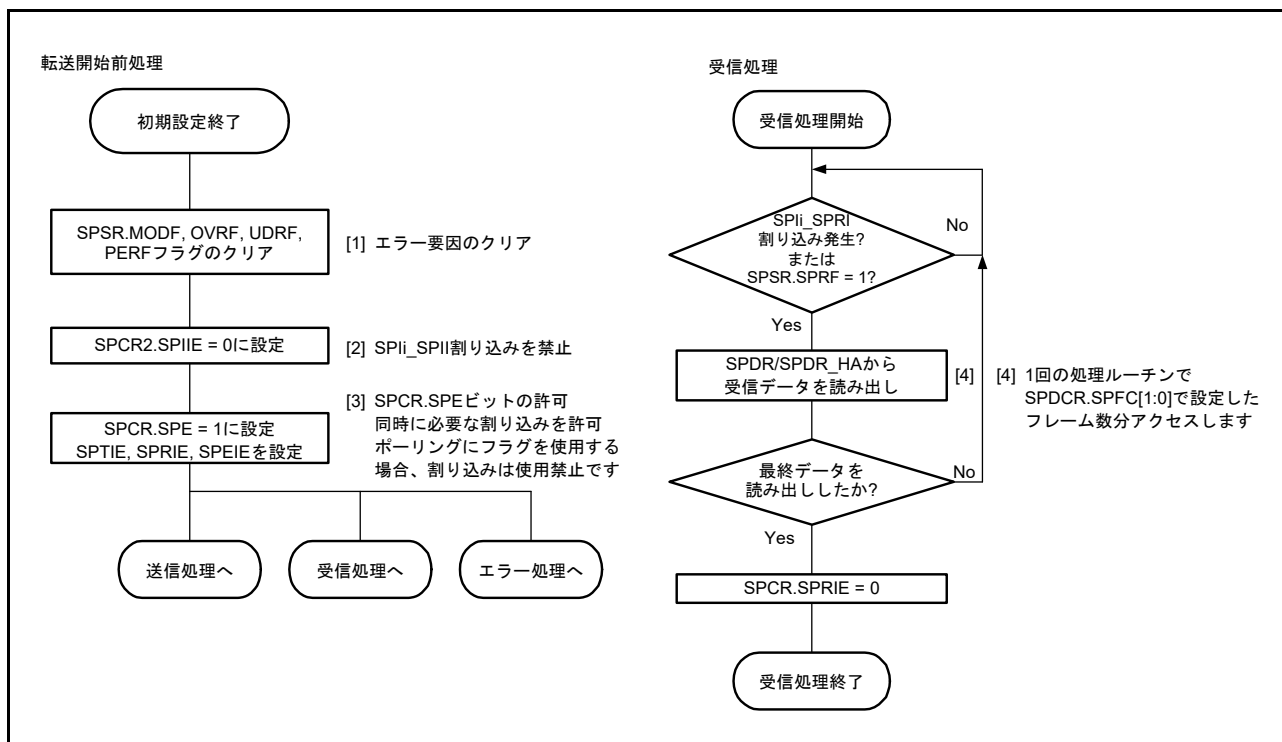 転送開始前処理
初期設定終了
SPSR.MODF, OVRF, UDRF,
PERFフラグのクリア
[1] エラー要因のクリア
SPCR2.SPIIE = 0に設定
[2] SPIi_SPII割り込みを禁止
SPCR.SPE = 1に設定
SPTIE, SPRIE, SPEIEを設定
[3] SPCR.SPEビットの許可
同時に必要な割り込みを許可
ポーリングにフラグを使用する
場合、割り込みは使用禁止です
送信処理へ
受信処理へ
エラー処理へ
受信処理
受信処理開始
SPIi_SPRI
割り込み発生?
または
SPSR.SPRF = 1?
No
Yes
SPDR/SPDR_HAから
受信データを読み出し
[4]
[4] 1回の処理ルーチンで
SPDCR.SPFC[1:0]で設定した
フレーム数分アクセスします
最終データを
読み出ししたか?
No
Yes
SPCR.SPRIE = 0
受信処理終了